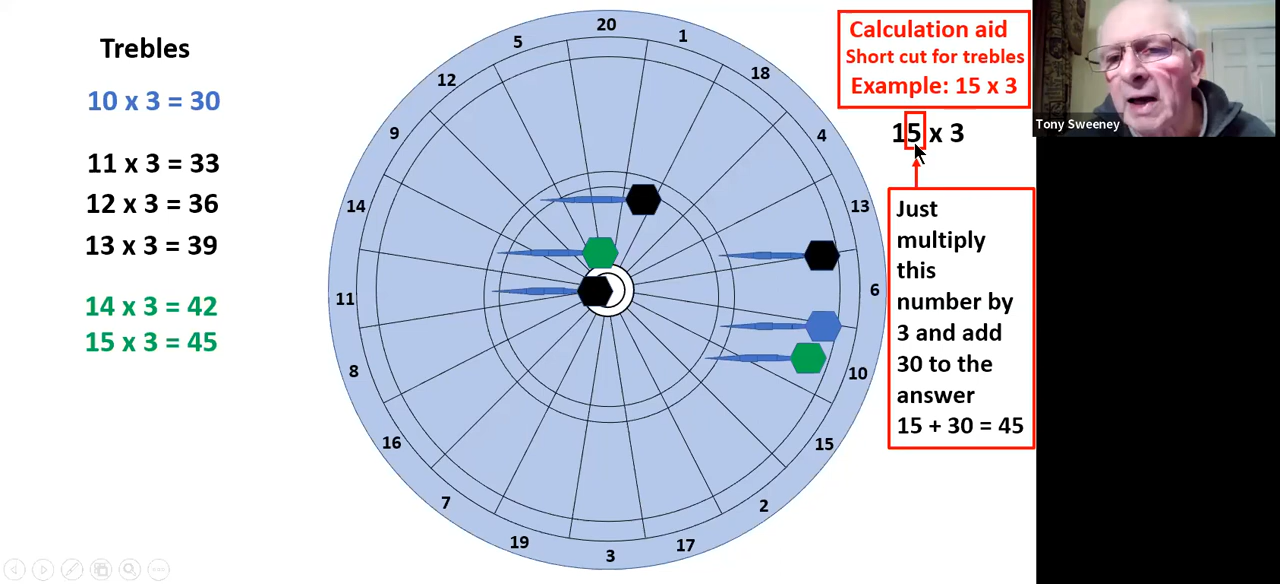 Trebles
10 x 3 = 30
11 x 3 = 33
12 x 3 = 36
13 x 3 = 39
14 x 3 = 42
15 x 3 = 45
20
1
18
4
13
6
10
15
2
17
3
19
7
16
8
11
14
9
12
5
Calculation aid
Short cut for trebles
Example: 15 x 3
15 x 3
Just
multiply
this
number by
3 and add
30 to the
answer
15 + 30 = 45
Tony Sweeney